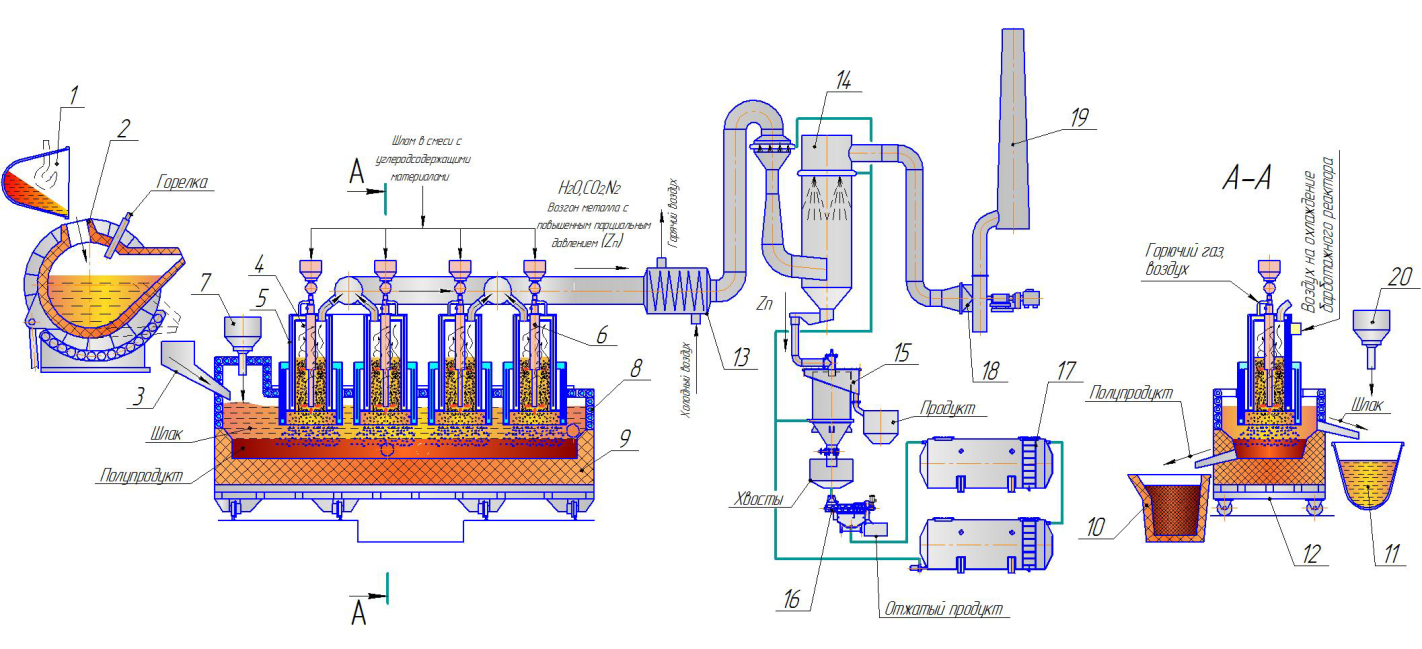 1
2
Горелка
3
7
4
5
А
Шлам в смеси с
углеродсодержащими
материалами
H2O,CO2N2
Возгон металла с
повышенным парциальным
давлением (Zn)
Горячий воздух
Холодный воздух
6
8
9
Шлак
Полупродукт
А
13
14
19
18
Zn
15
Продукт
17
Хвосты
16
Отжатый продукт
А-А
Горючий газ,
воздух
Воздух на охлаждение
барботажного реактора
20
Полупродукт
Шлак
10
12
11